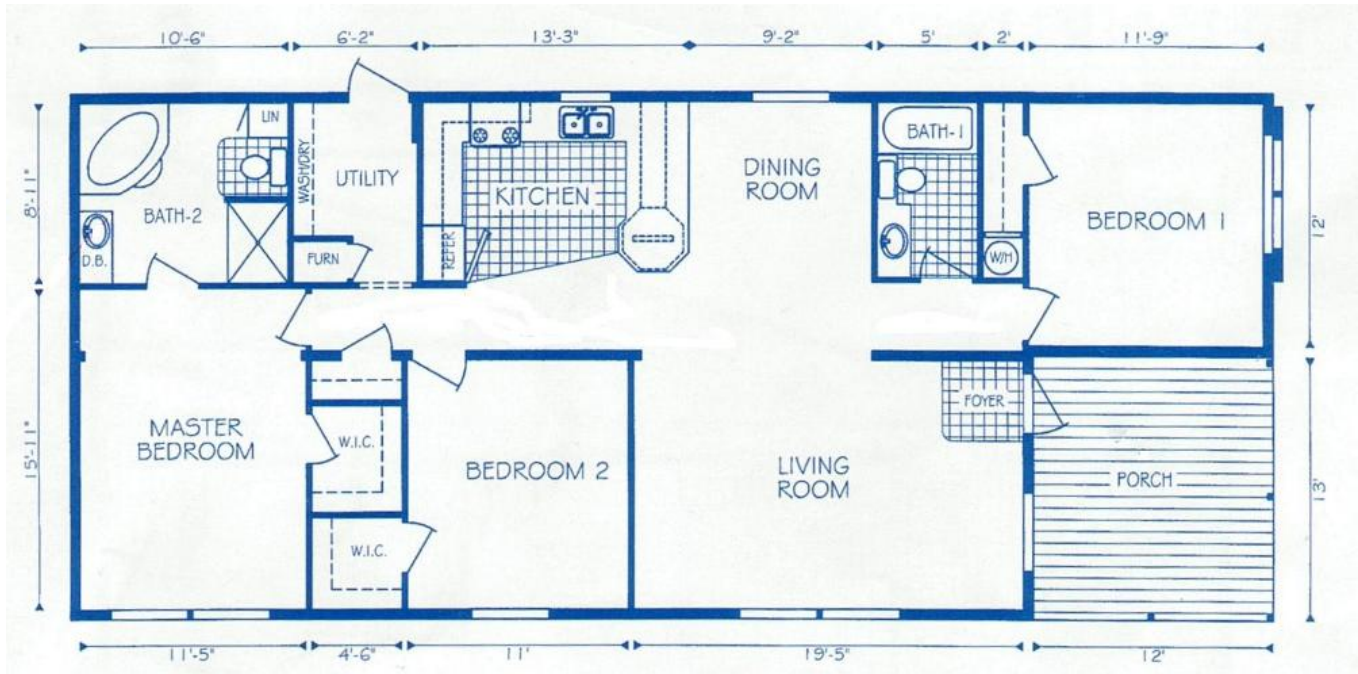 10'-6"
6'-2"
13'-3"
9'-2"
5'
2'
11'-9"
LIN
WASH/DRY
UTILITY
KITCHEN
DINING
ROOM
BATH-1
BEDROOM 1
8'-11"
12'
BATH-2
D.B.
FURN
REFER
W/H
MASTER
BEDROOM
W.I.C.
BEDROOM 2
LIVING
ROOM
FOYER
PORCH
15'-11"
13'
W.I.C.
11'-5"
4'-6"
11'
19'-5"
12'